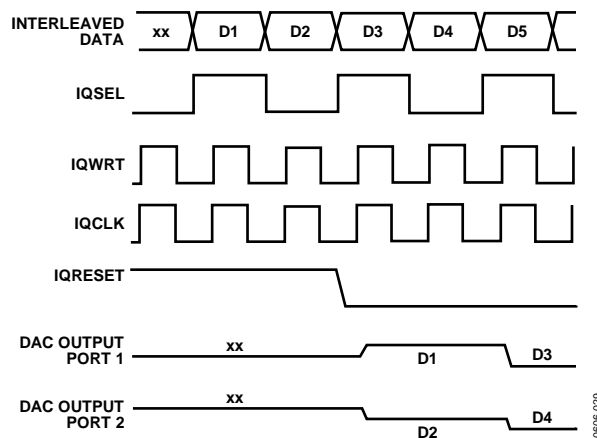 INTERLEAVED
DATA
xx D1 D2 D3 D4 D5
IQSEL
IQWRT
IQCLK
IQRESET
DAC OUTPUT
PORT 1
xx
D1
D3
DAC OUTPUT
PORT 2
xx
D2
D4